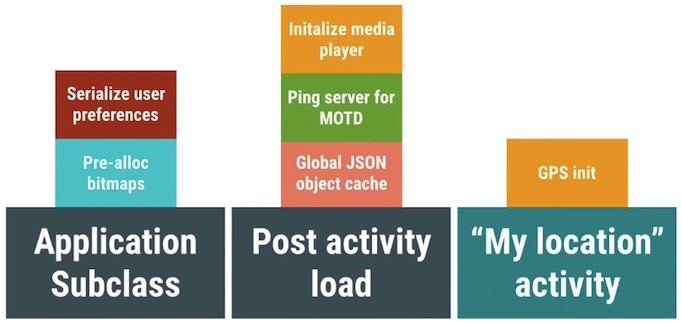 Serialize user
preferences
Pre-alloc
bitmaps
Application
Subclass
Initalize media
player
Ping server for
MOTD
Global JSON
object cache
Post activity
load
GPS init
“My location”
activity